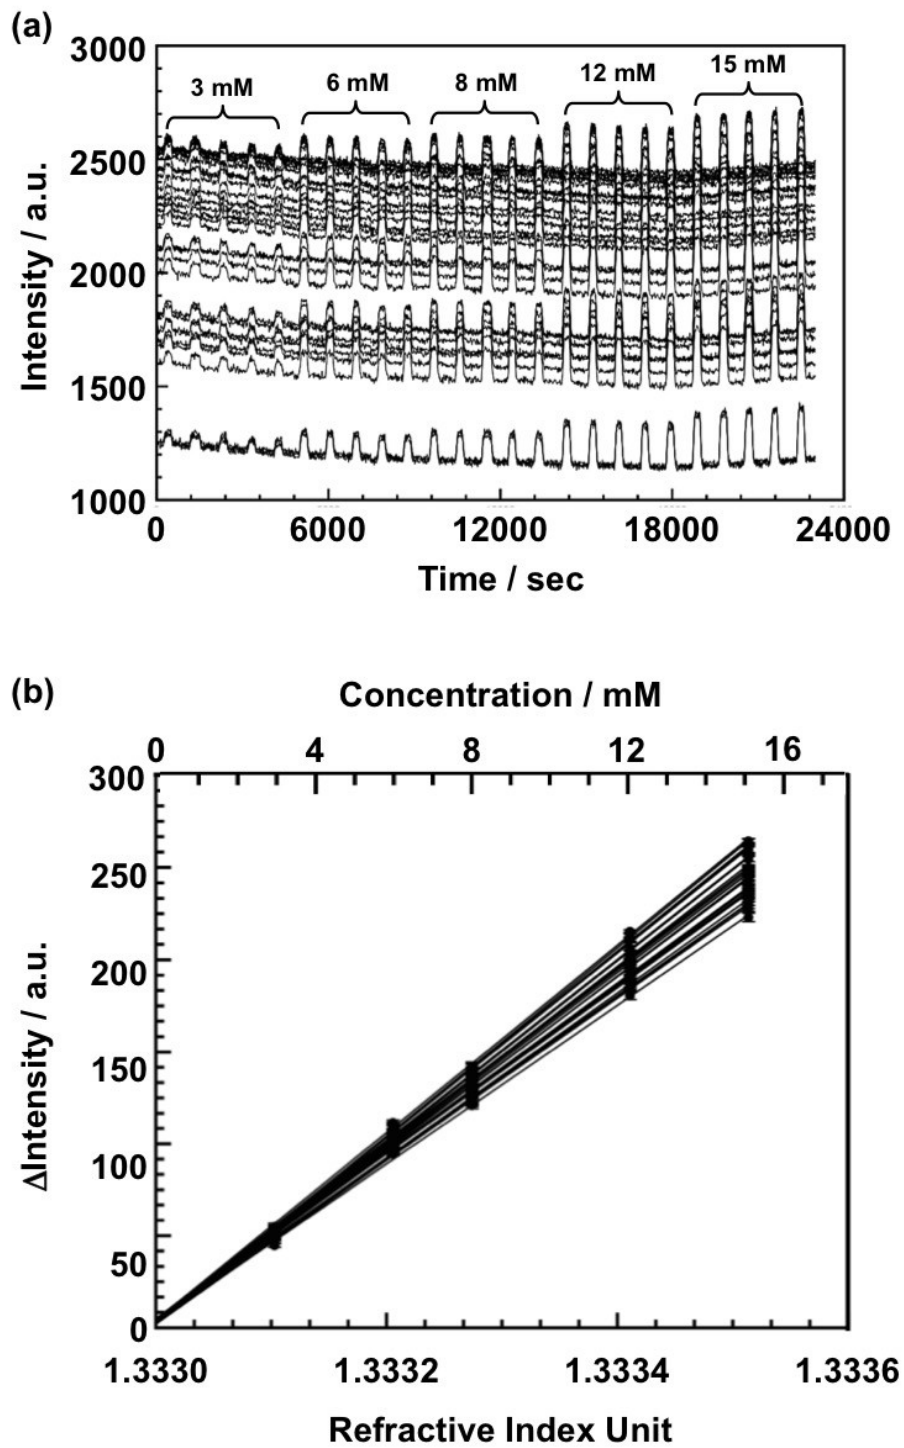 (a)
3000
2500
2000
1500
1000
Intensity / a.u.
3 mM
6 mM
8 mM
12 mM
15 mM
0
6000
12000
18000
24000
Time / sec
(b)
Concentration / mM
0
4
8
12
16
300
250
200
150
100
50
0
ΔIntensity / a.u.
1.3330
1.3332
1.3334
1.3336
Refractive Index Unit